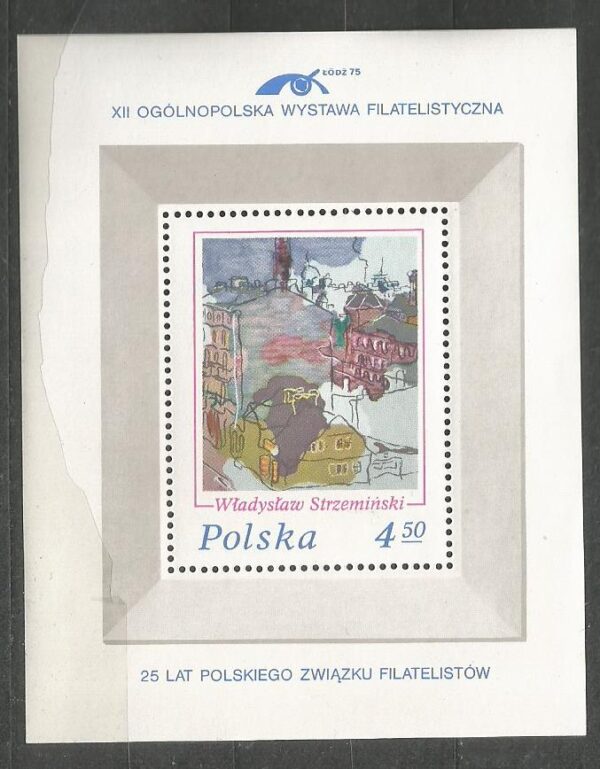 ŁÓDŹ 75
XII OGÓLNOPOLSKA WYSTAWA FILATELISTYCZNA
Władysław Strzemiński
Polska 4 50
25 LAT POLSKIEGO ZWIĄZKU FILATELISTÓW